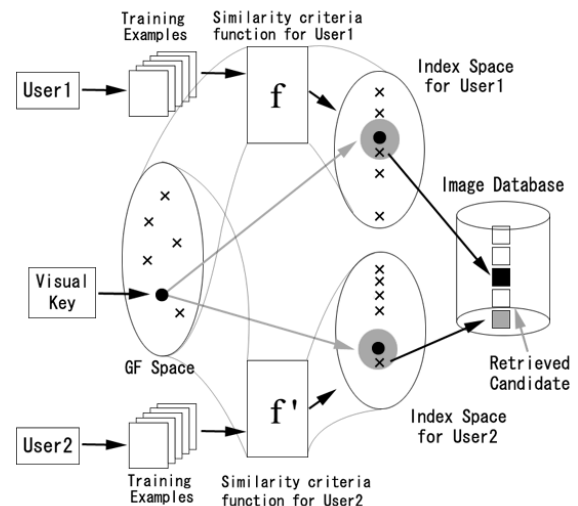 Training
Examples
Similarity criteria
function for User1
User1
f
Index Space
for User1
Image Database
Visual
Key
GF Space
Retrieved
Candidate
f'
Index Space
for User2
User2
Training
Examples
Similarity criteria
function for User2